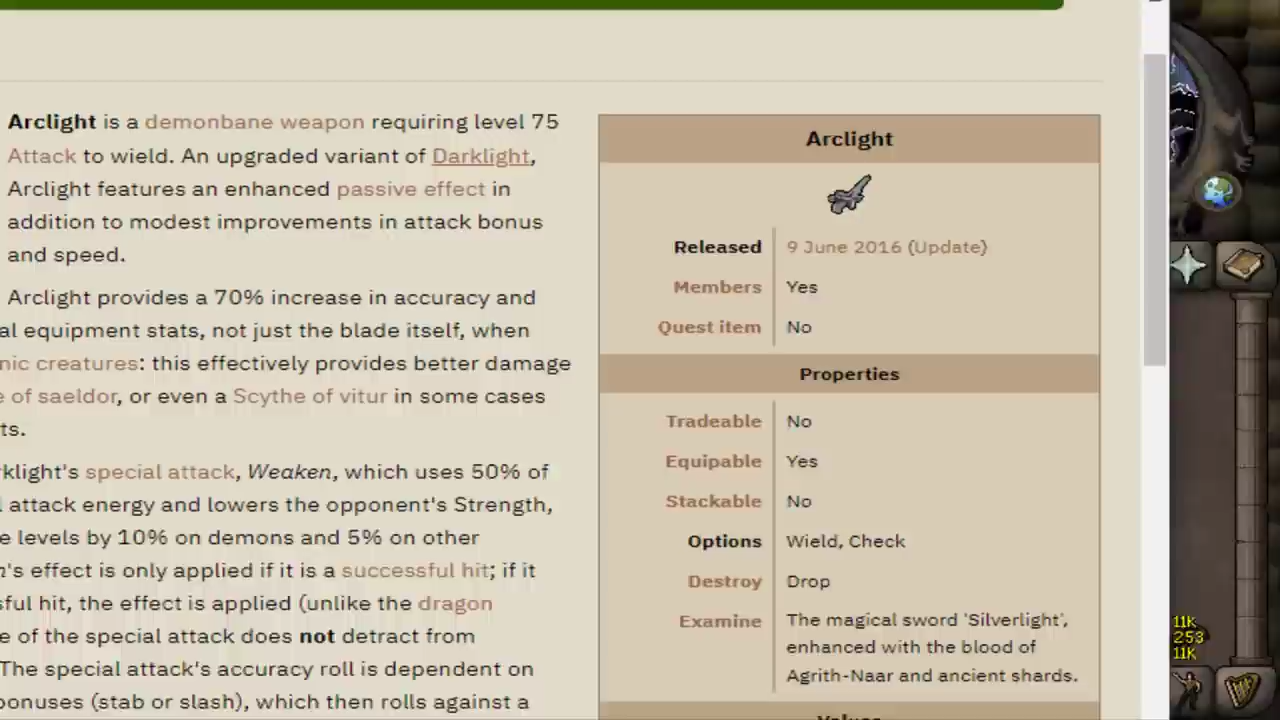 Arclight is a demonbane weapon requiring level 75
Attack to wield. An upgraded variant of Darklight,
Arclight features an enhanced passive effect in
addition to modest improvements in attack bonus
and speed.
Arclight provides a 70% increase in accuracy and
al equipment stats, not just the blade itself, when
nic creatures: this effectively provides better damage
e of saeldor, or even a Scythe of vitur in some cases
ts.
rklight's special attack, Weaken, which uses 50% of
l attack energy and lowers the opponent's Strength,
e levels by 10% on demons and 5% on other
n's effect is only applied if it is a successful hit; if it
sful hit, the effect is applied (unlike the dragon
e of the special attack does not detract from
The special attack's accuracy roll is dependent on
onuses (stab or slash), which then rolls against a
Arclight
Released 9 June 2016 (Update)
Members Yes
Quest item No
Properties
Tradeable No
Equipable Yes
Stackable No
Options Wield, Check
Destroy Drop
Examine The magical sword 'Silverlight',
enhanced with the blood of
Agrith-Naar and ancient shards.
Values
11K
253
11K